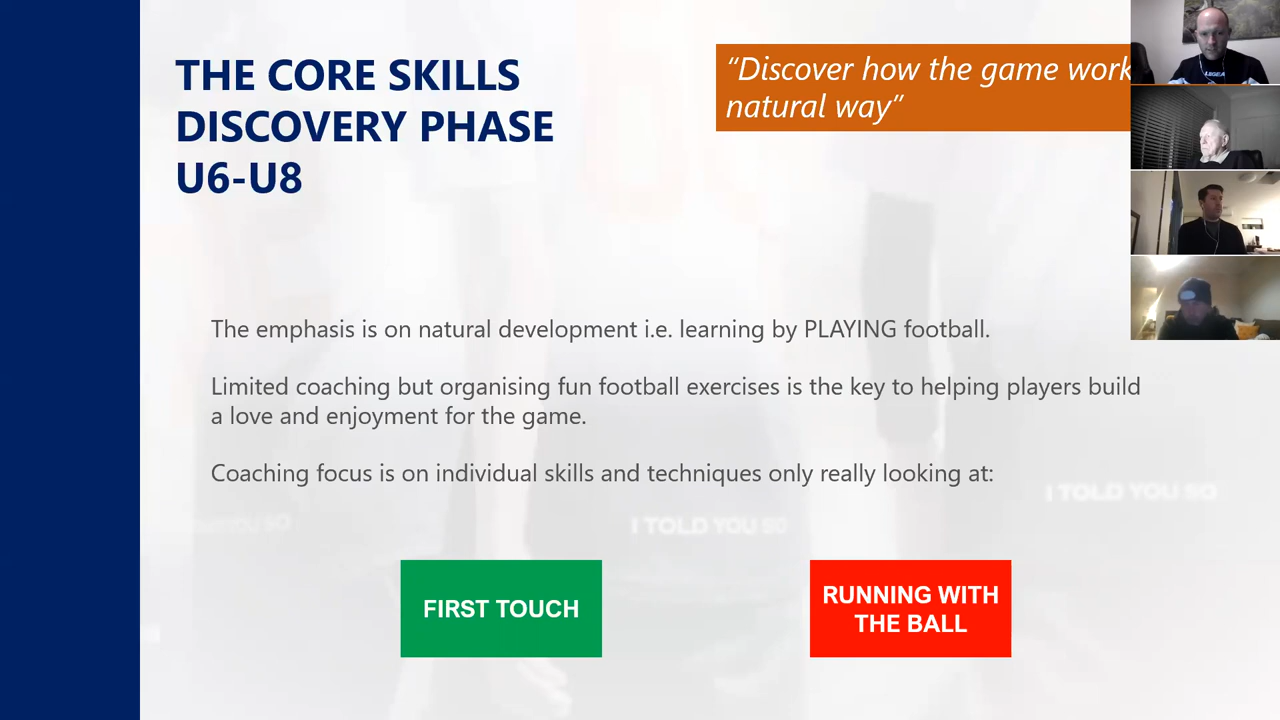 THE CORE SKILLS
DISCOVERY PHASE
U6-U8
“Discover how the game work
natural way”
The emphasis is on natural development i.e. learning by PLAYING football.
Limited coaching but organising fun football exercises is the key to helping players build
a love and enjoyment for the game.
Coaching focus is on individual skills and techniques only really looking at:
I TOLD YOU SO
I TOLD YOU SO
FIRST TOUCH
RUNNING WITH
THE BALL